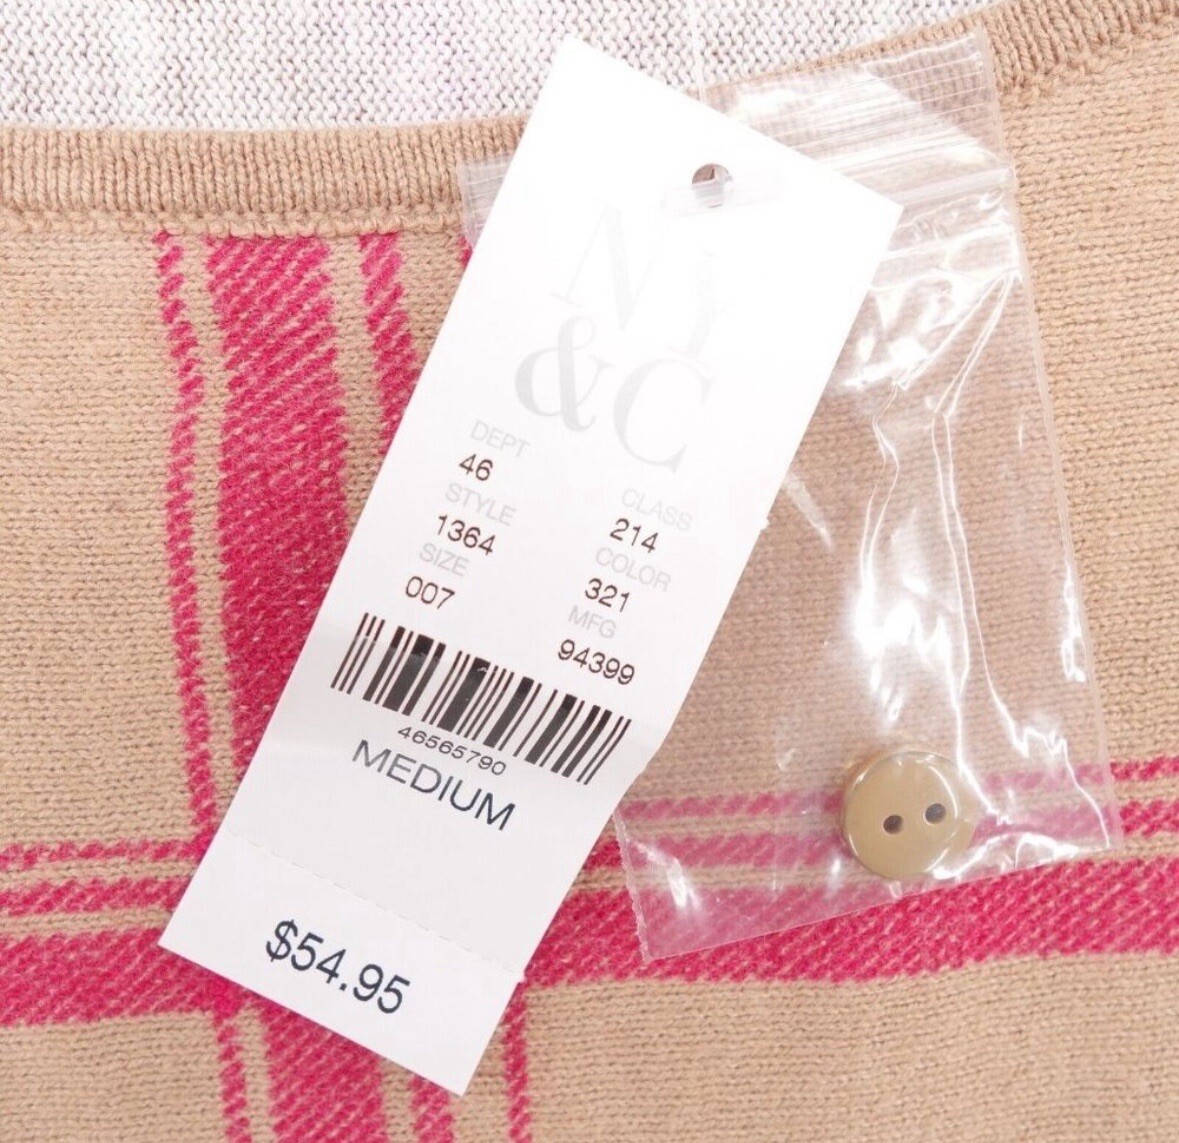 NY
&C
DEPT CLASS
46 214
STYLE COLOR
1364 321
SIZE MFG
007 94399
46565790
MEDIUM
$54.95